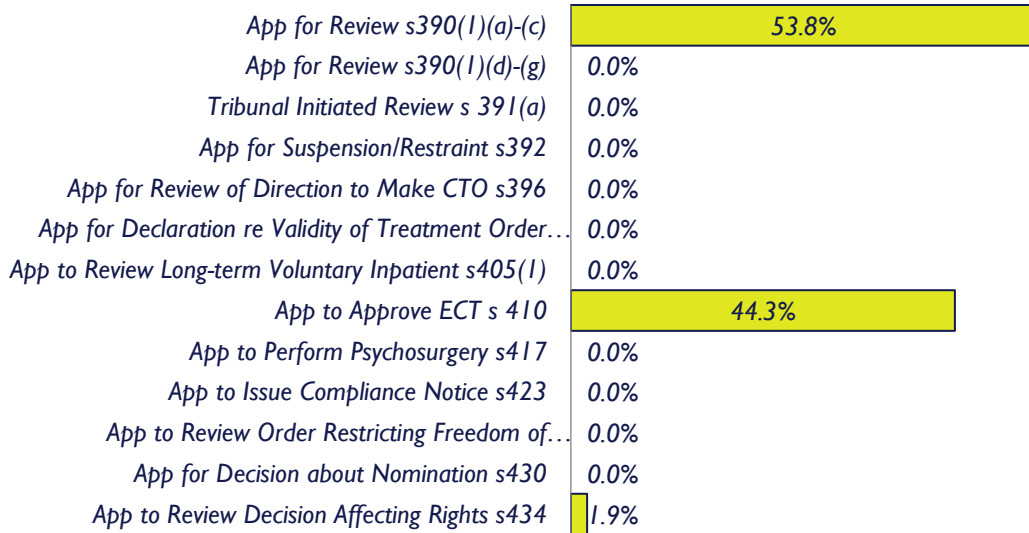 App for Review s390(1)(a)-(c) 53.8%
App for Review s390(1)(d)-(g) 0.0%
Tribunal Initiated Review s 391(a) 0.0%
App for Suspension/Restraint s392 0.0%
App for Review of Direction to Make CTO s396 0.0%
App for Declaration re Validity of Treatment Order… 0.0%
App to Review Long-term Voluntary Inpatient s405(1) 0.0%
App to Approve ECT s 410 44.3%
App to Perform Psychosurgery s417 0.0%
App to Issue Compliance Notice s423 0.0%
App to Review Order Restricting Freedom of… 0.0%
App for Decision about Nomination s430 0.0%
App to Review Decision Affecting Rights s434 1.9%